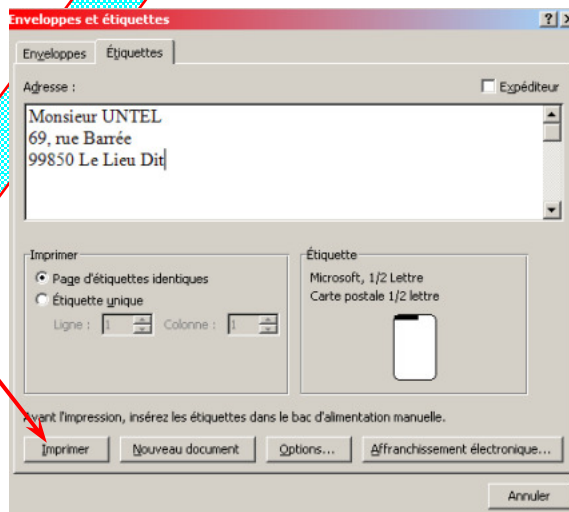 Enveloppes et étiquettes
Enveloppes Étiquettes
Adresse : Expéditeur
Monsieur UNTEL
69, rue Barrée
99850 Le Lieu Dit
Imprimer Étiquette
Page d'étiquettes identiques
Étiquette unique
Ligne : 1 Colonne : 1
Microsoft, 1/2 Lettre
Carte postale 1/2 lettre
Avant l'impression, insérez les étiquettes dans le bac d'alimentation manuelle.
Imprimer Nouveau document Options... Affranchissement électronique...
Annuler